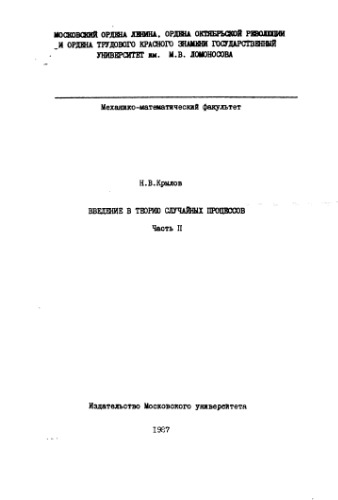 МОСКОВСКИЙ ОРДЕНА ЛЕНИНА, ОРДЕНА ОКТЯБРЬСКОЙ РЕВОЛЮЦИИ
И ОРДЕНА ТРУДОВОГО КРАСНОГО ЗНАМЕНИ ГОСУДАРСТВЕННЫЙ
УНИВЕРСИТЕТ им. М.В. ЛОМОНОСОВА
Механико-математический факультет
Н.В.Крылов
ВВЕДЕНИЕ В ТЕОРИЮ СЛУЧАЙНЫХ ПРОЦЕССОВ
Часть II
Издательство Московского университета
1987